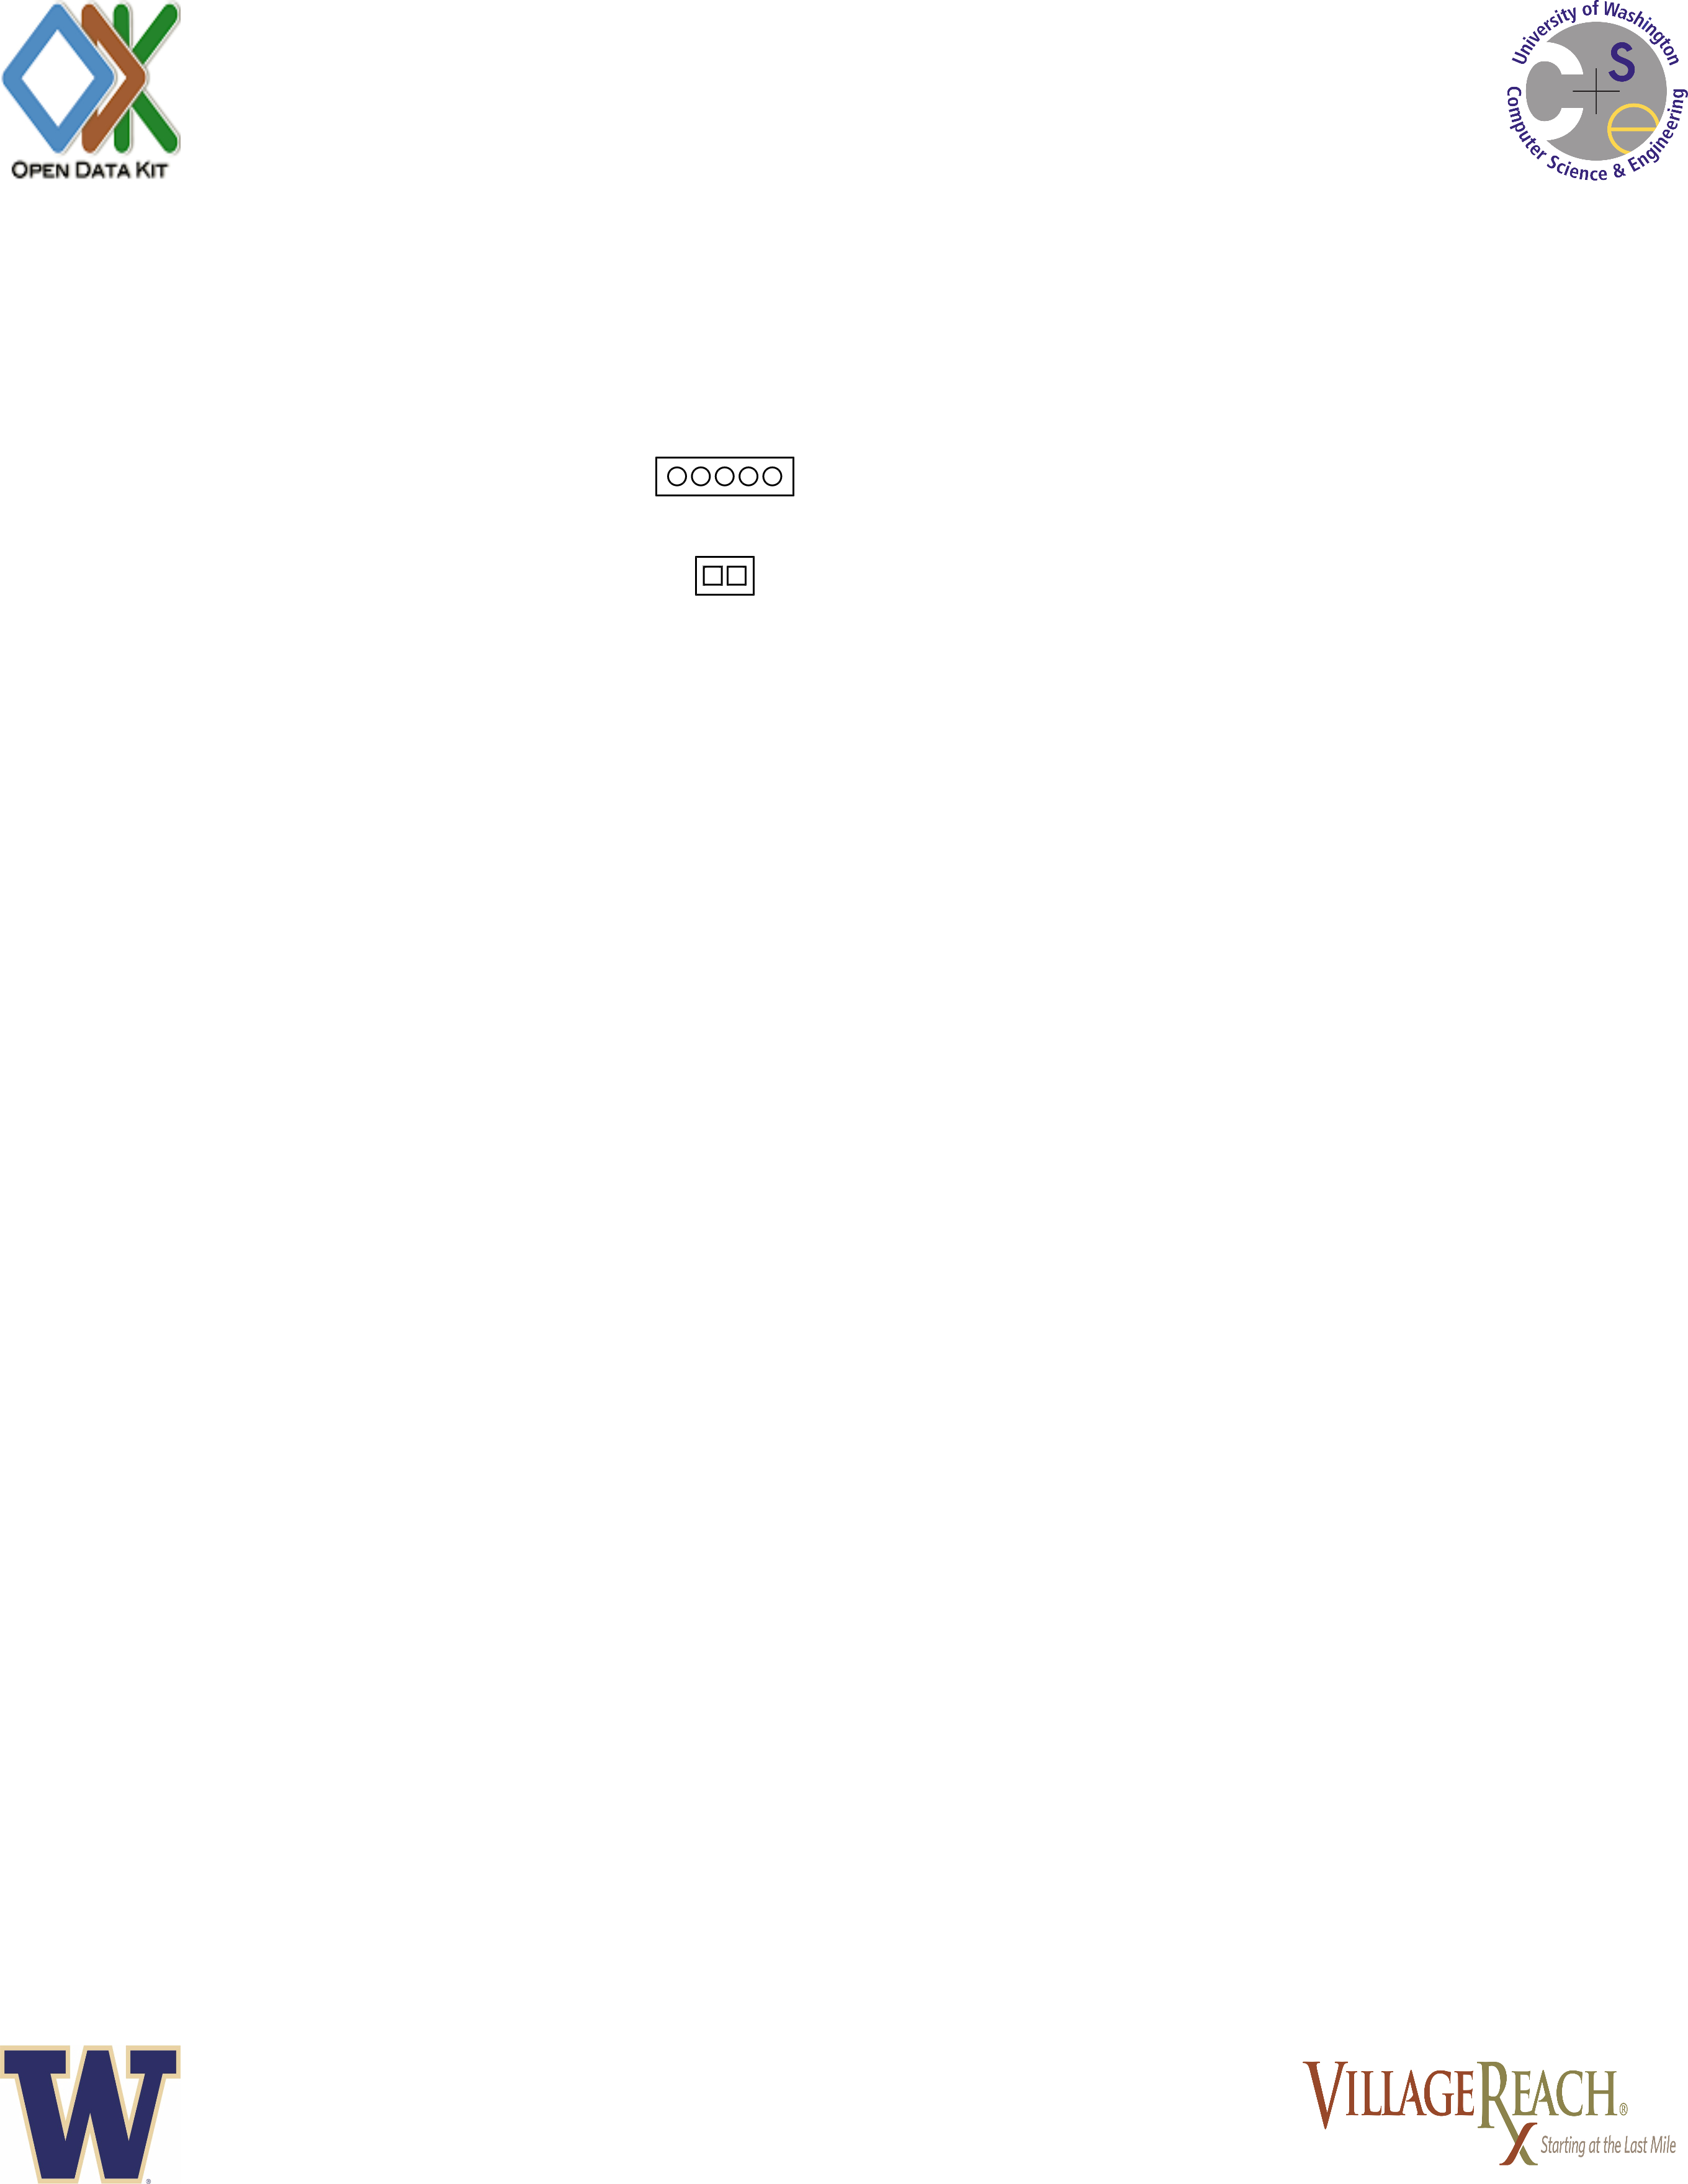 OPEN DATA KIT
University of Washington
Computer Science & Engineering
C S e
W®
VILLAGEREACH®
Starting at the Last Mile